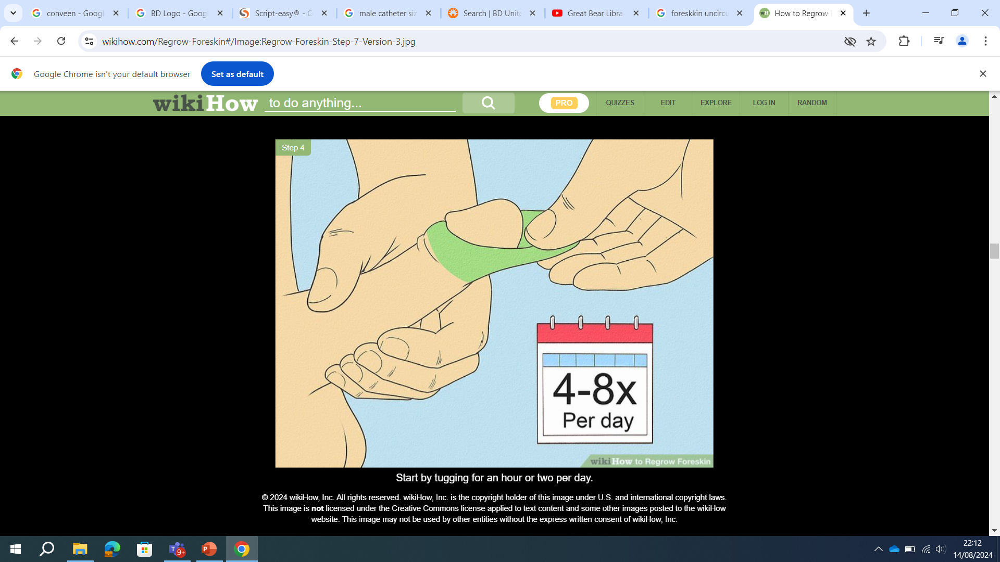 conveen - Googl
BD Logo - Googl
Script-easy® - C
male catheter siz
Search | BD Unite
Great Bear Libra
foreskkin uncircu
How to Regrow
wikihow.com/Regrow-Foreskin#/Image:Regrow-Foreskin-Step-7-Version-3.jpg
Google Chrome isn't your default browser
Set as default
wikiHow to do anything...
PRO
QUIZZES
EDIT
EXPLORE
LOG IN
RANDOM
Step 4
4-8x
Per day
wikiHow to Regrow Foreskin
Start by tugging for an hour or two per day.
© 2024 wikiHow, Inc. All rights reserved. wikiHow, Inc. is the copyright holder of this image under U.S. and international copyright laws.
This image is not licensed under the Creative Commons license applied to text content and some other images posted to the wikiHow
website. This image may not be used by other entities without the express written consent of wikiHow, Inc.
9+
22:12
14/08/2024